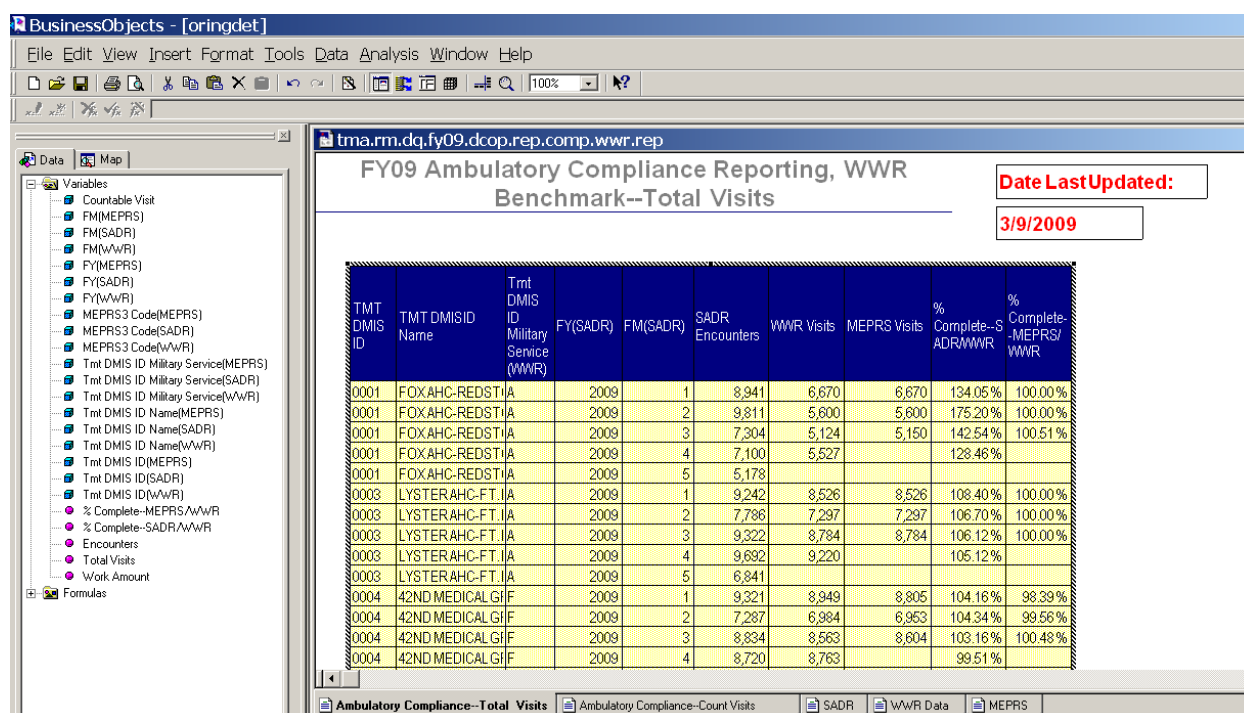 BusinessObjects - [oringdet]
File Edit View Insert Format Tools Data Analysis Window Help
100%
Data Map
Variables
Countable Visit
FM(MEPRS)
FM(SADR)
FM(WWR)
FY(MEPRS)
FY(SADR)
FY(WWR)
MEPRS3 Code(MEPRS)
MEPRS3 Code(SADR)
MEPRS3 Code(WWR)
Tmt DMIS ID Military Service(MEPRS)
Tmt DMIS ID Military Service(SADR)
Tmt DMIS ID Military Service(WWR)
Tmt DMIS ID Name(MEPRS)
Tmt DMIS ID Name(SADR)
Tmt DMIS ID Name(WWR)
Tmt DMIS ID(MEPRS)
Tmt DMIS ID(SADR)
Tmt DMIS ID(WWR)
% Complete--MEPRS/WWR
% Complete--SADR/WWR
Encounters
Total Visits
Work Amount
Formulas
tma.rm.dq.fy09.dcop.rep.comp.wwr.rep
FY09 Ambulatory Compliance Reporting, WWR
Benchmark--Total Visits
Date Last Updated:
3/9/2009
TMT DMIS ID TMT DMISID Name Tmt DMIS ID Military Service (WWR) FY(SADR) FM(SADR) SADR Encounters WWR Visits MEPRS Visits % Complete--SADR/WWR % Complete--MEPRS/WWR
0001 FOX AHC-REDST A 2009 1 8,941 6,670 6,670 134.05% 100.00%
0001 FOX AHC-REDST A 2009 2 9,811 5,600 5,600 175.20% 100.00%
0001 FOX AHC-REDST A 2009 3 7,304 5,124 5,150 142.54% 100.51%
0001 FOX AHC-REDST A 2009 4 7,100 5,527 128.46%
0001 FOX AHC-REDST A 2009 5 5,178
0003 LYSTER AHC-FT. A 2009 1 9,242 8,526 8,526 108.40% 100.00%
0003 LYSTER AHC-FT. A 2009 2 7,786 7,297 7,297 106.70% 100.00%
0003 LYSTER AHC-FT. A 2009 3 9,322 8,784 8,784 106.12% 100.00%
0003 LYSTER AHC-FT. A 2009 4 9,692 9,220 105.12%
0003 LYSTER AHC-FT. A 2009 5 6,841
0004 42ND MEDICAL G F 2009 1 9,321 8,949 8,805 104.16% 98.39%
0004 42ND MEDICAL G F 2009 2 7,287 6,984 6,953 104.34% 99.56%
0004 42ND MEDICAL G F 2009 3 8,834 8,563 8,604 103.16% 100.48%
0004 42ND MEDICAL G F 2009 4 8,720 8,763 99.51%
Ambulatory Compliance--Total Visits Ambulatory Compliance--Count Visits SADR WWR Data MEPRS